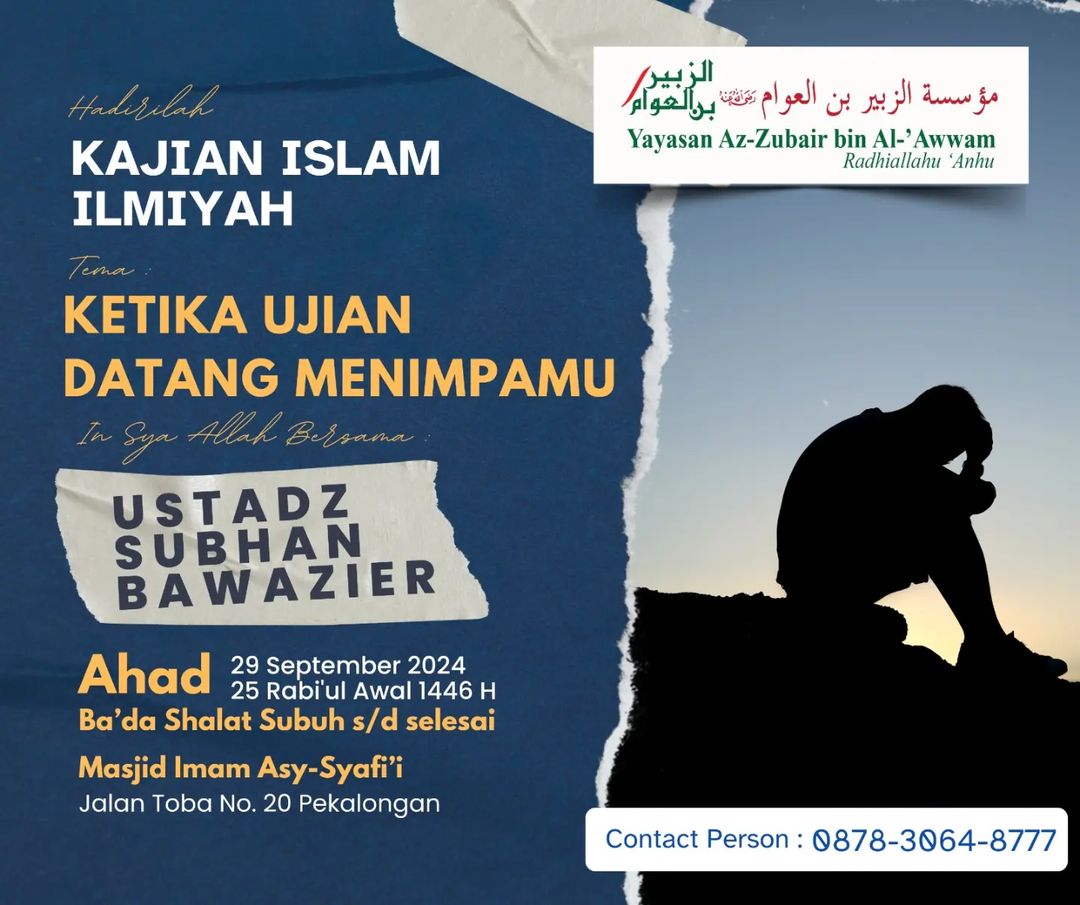 Hadirilah
KAJIAN ISLAM
ILMIYAH
Tema :
KETIKA UJIAN
DATANG MENIMPAMU
In Sya Allah Bersama :
USTADZ
SUBHAN
BAWAZIER
Ahad
29 September 2024
25 Rabi'ul Awal 1446 H
Ba'da Shalat Subuh s/d selesai
Masjid Imam Asy-Syafi'i
Jalan Toba No. 20 Pekalongan
الزبير
بن العوام
مؤسسة الزبير بن العوام رضي الله عنه
Yayasan Az-Zubair bin Al-'Awwam
Radhiallahu 'Anhu
Contact Person : 0878-3064-8777